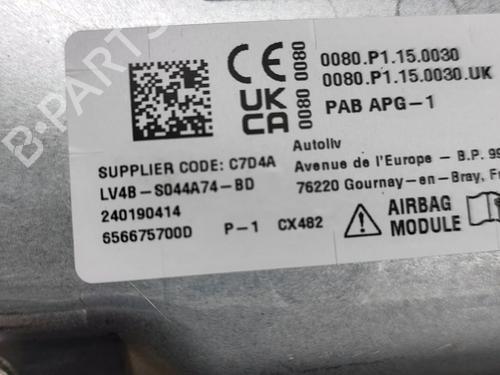 CE 0080 0080.P1.15.0030
UK CA 0080 0080.P1.15.0030.UK
PAB APG-1
Autoliv
SUPPLIER CODE: C7D4A Avenue de l'Europe - B.P. 99
LV4B-S044A74-BD 76220 Gournay-en-Bray, Fr
240190414
656675700D P-1 CX482 AIRBAG MODULE
B-PARTS